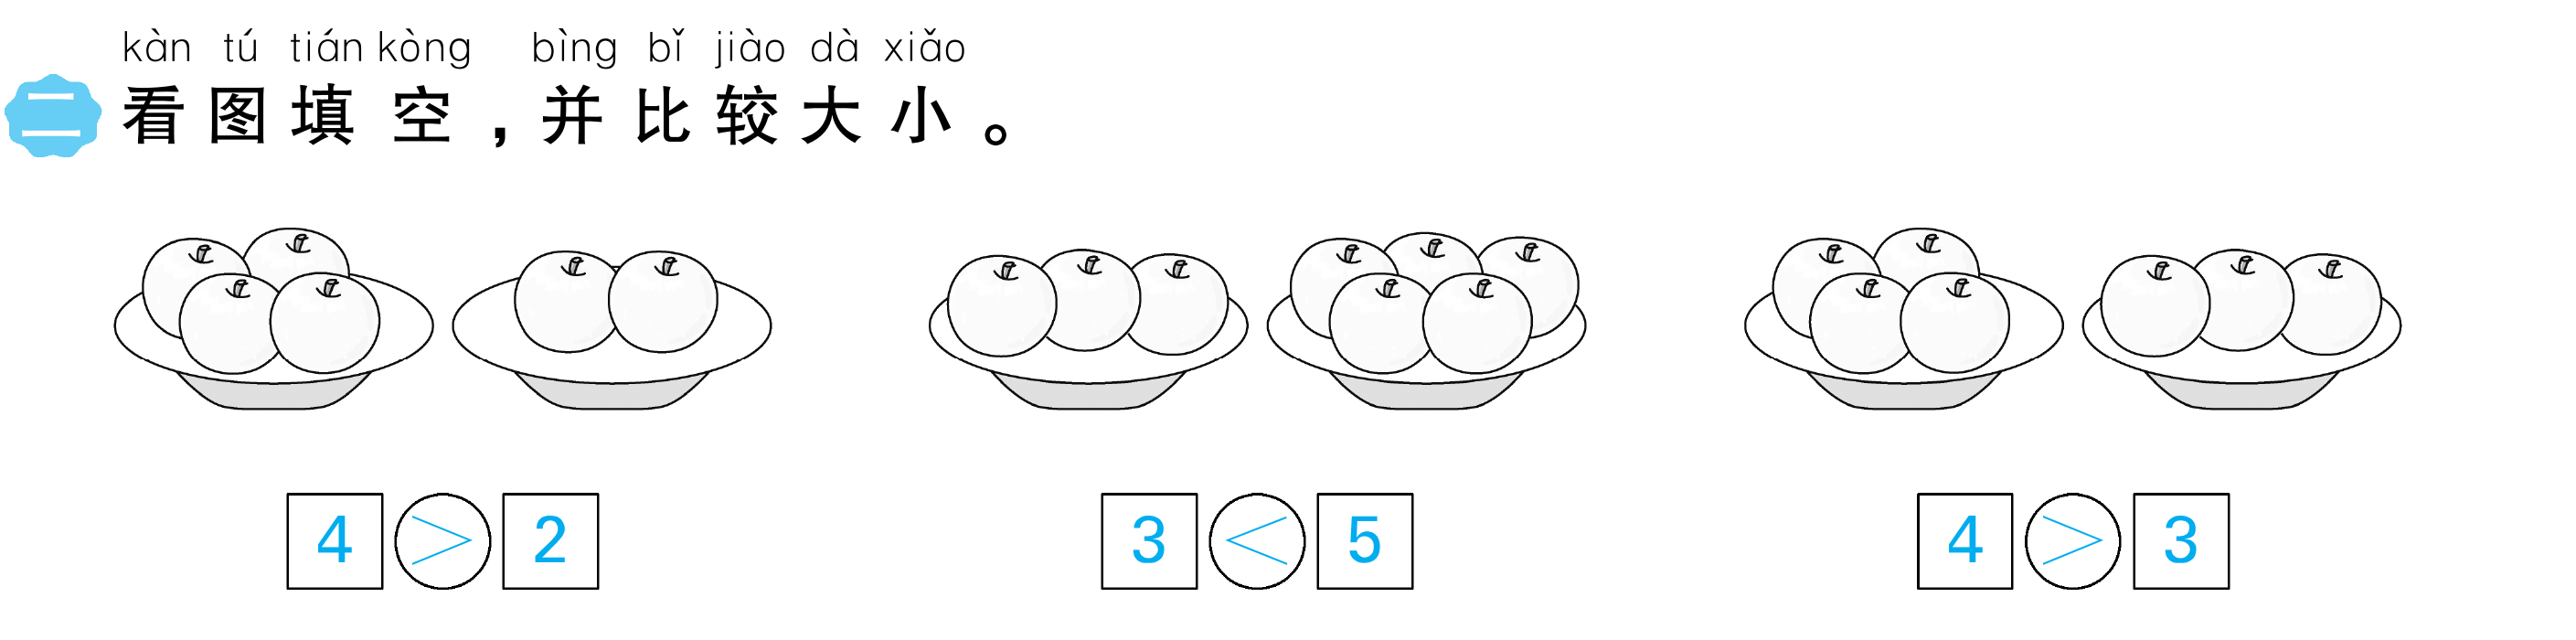 kàn tú tián kòng bìng bǐ jiào dà xiǎo
二 看图填空，并比较大小。
4 > 2 3 < 5 4 > 3